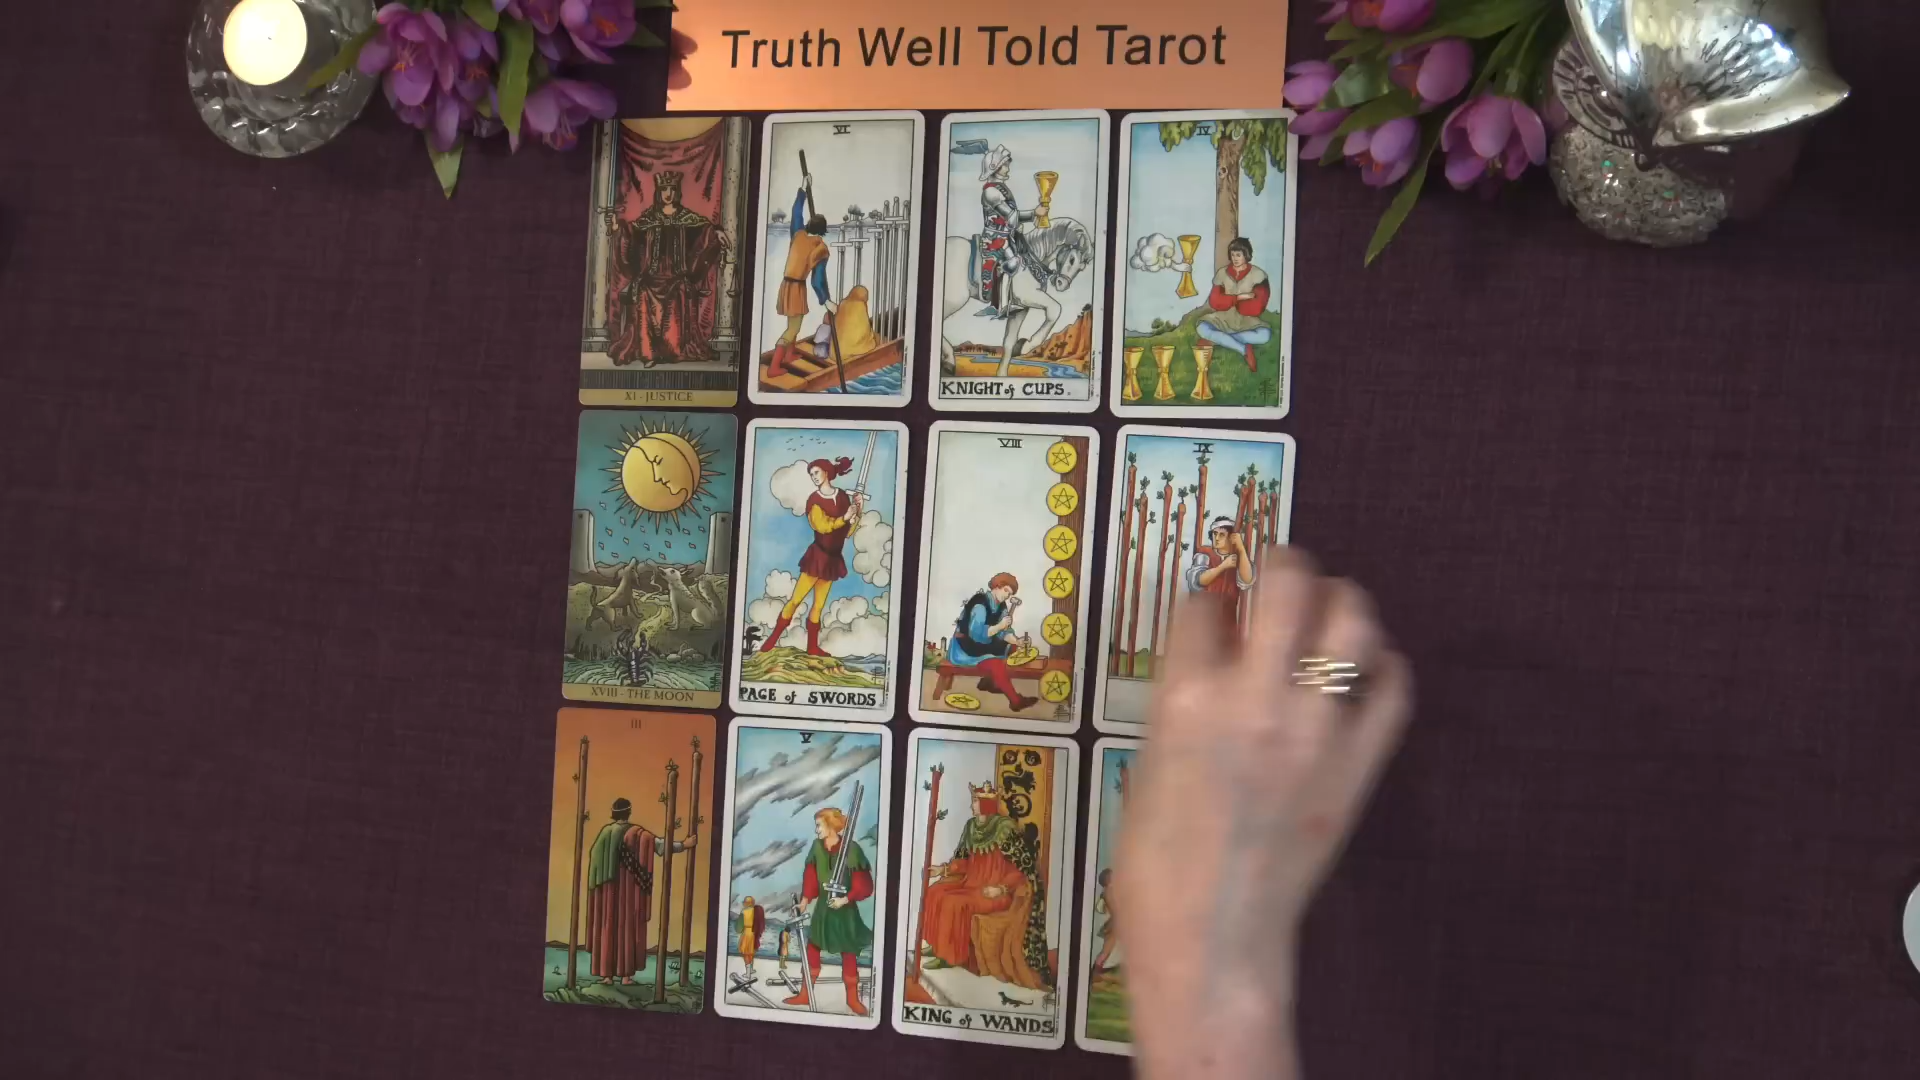 Truth Well Told Tarot
VI
IV
KNIGHT of CUPS.
XI - JUSTICE
VIII
IX
PAGE of SWORDS
XVIII - THE MOON
III
V
KING of WANDS